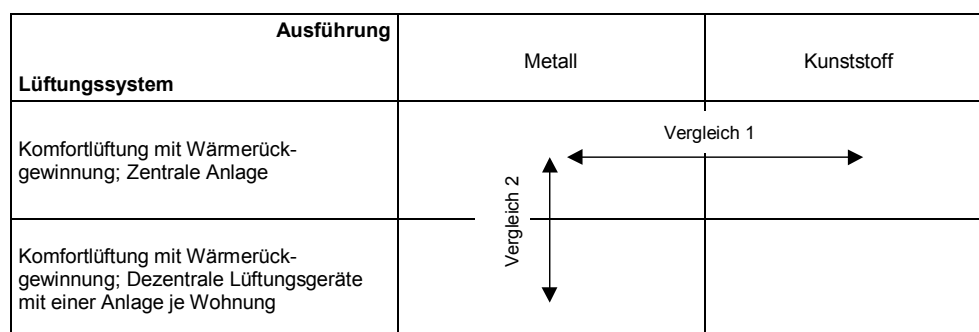 Ausführung
Lüftungssystem
Metall
Kunststoff
Komfortlüftung mit Wärmerück-
gewinnung; Zentrale Anlage
Vergleich 1
Vergleich 2
Komfortlüftung mit Wärmerück-
gewinnung; Dezentrale Lüftungsgeräte
mit einer Anlage je Wohnung